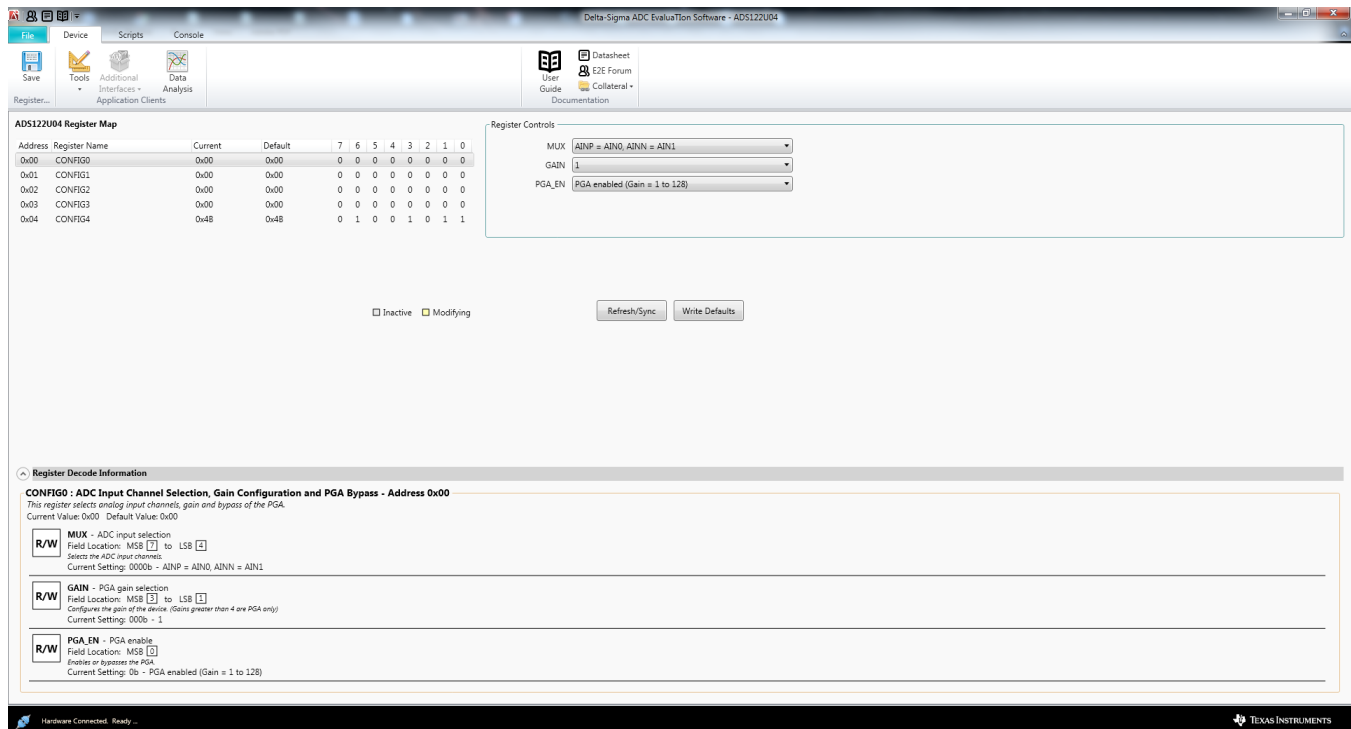 Delta-Sigma ADC EvaluaTIon Software - ADS122U04
File Device Scripts Console
Save
Register...
Tools
Additional Interfaces
Data Analysis
Application Clients
User Guide
Datasheet
E2E Forum
Collateral
Documentation
ADS122U04 Register Map
Address Register Name Current Default 7 6 5 4 3 2 1 0
0x00 CONFIG0 0x00 0x00 0 0 0 0 0 0 0 0
0x01 CONFIG1 0x00 0x00 0 0 0 0 0 0 0 0
0x02 CONFIG2 0x00 0x00 0 0 0 0 0 0 0 0
0x03 CONFIG3 0x00 0x00 0 0 0 0 0 0 0 0
0x04 CONFIG4 0x4B 0x4B 0 1 0 0 1 0 1 1
Register Controls
MUX AINP = AIN0, AINN = AIN1
GAIN 1
PGA_EN PGA enabled (Gain = 1 to 128)
Inactive Modifying
Refresh/Sync Write Defaults
Register Decode Information
CONFIG0 : ADC Input Channel Selection, Gain Configuration and PGA Bypass - Address 0x00
This register selects analog input channels, gain and bypass of the PGA.
Current Value: 0x00 Default Value: 0x00
R/W
MUX - ADC input selection
Field Location: MSB 7 to LSB 4
Selects the ADC input channels.
Current Setting: 0000b - AINP = AIN0, AINN = AIN1
R/W
GAIN - PGA gain selection
Field Location: MSB 3 to LSB 1
Configures the gain of the device. (Gains greater than 4 are PGA only)
Current Setting: 000b - 1
R/W
PGA_EN - PGA enable
Field Location: MSB 0
Enables or bypasses the PGA.
Current Setting: 0b - PGA enabled (Gain = 1 to 128)
Hardware Connected. Ready ...
TEXAS INSTRUMENTS